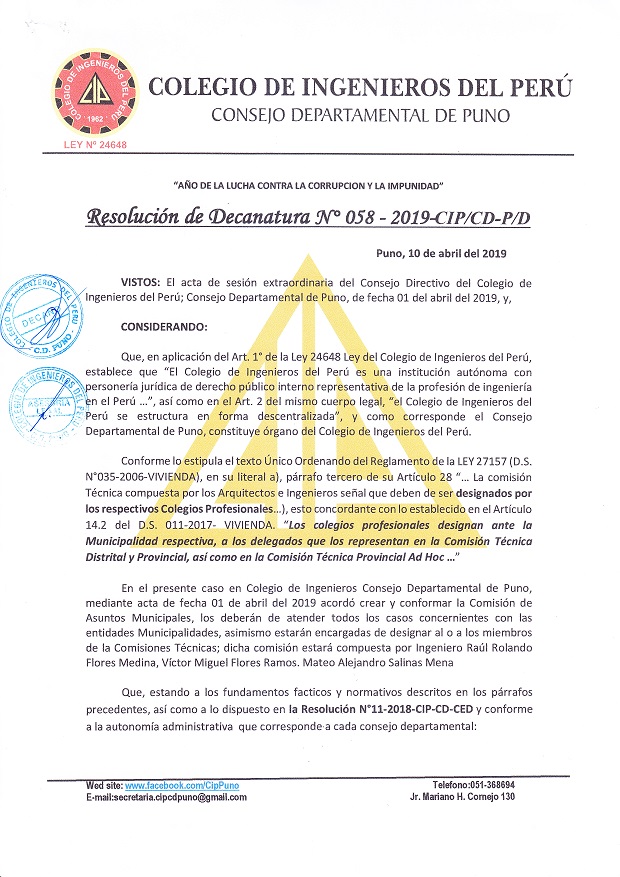 COLEGIO DE INGENIEROS DEL PERÚ
1962
LEY Nº 24648
COLEGIO DE INGENIEROS DEL PERÚ
CONSEJO DEPARTAMENTAL DE PUNO
“AÑO DE LA LUCHA CONTRA LA CORRUPCION Y LA IMPUNIDAD”
Resolución de Decanatura N° 058 - 2019-CIP/CD-P/D
Puno, 10 de abril del 2019
VISTOS: El acta de sesión extraordinaria del Consejo Directivo del Colegio de
Ingenieros del Perú; Consejo Departamental de Puno, de fecha 01 del abril del 2019, y,
COLEGIO DE INGENIEROS DEL PERU
DECANO
C.D. PUNO
CONSIDERANDO:
Que, en aplicación del Art. 1° de la Ley 24648 Ley del Colegio de Ingenieros del Perú,
establece que “El Colegio de Ingenieros del Perú es una institución autónoma con
personería jurídica de derecho público interno representativa de la profesión de ingeniería
en el Perú …”, así como en el Art. 2 del mismo cuerpo legal, “el Colegio de Ingenieros del
Perú se estructura en forma descentralizada”, y como corresponde el Consejo
Departamental de Puno, constituye órgano del Colegio de Ingenieros del Perú.
COLEGIO DE INGENIEROS DEL
Conforme lo estipula el texto Único Ordenando del Reglamento de la LEY 27157 (D.S.
N°035-2006-VIVIENDA), en su literal a), párrafo tercero de su Artículo 28 “… La comisión
Técnica compuesta por los Arquitectos e Ingenieros señal que deben de ser designados por
los respectivos Colegios Profesionales…), esto concordante con lo establecido en el Artículo
14.2 del D.S. 011-2017- VIVIENDA. “Los colegios profesionales designan ante la
Municipalidad respectiva, a los delegados que los representan en la Comisión Técnica
Distrital y Provincial, así como en la Comisión Técnica Provincial Ad Hoc …”
En el presente caso en Colegio de Ingenieros Consejo Departamental de Puno,
mediante acta de fecha 01 de abril del 2019 acordó crear y conformar la Comisión de
Asuntos Municipales, los deberán de atender todos los casos concernientes con las
entidades Municipalidades, asimismo estarán encargadas de designar al o a los miembros
de la Comisiones Técnicas; dicha comisión estará compuesta por Ingeniero Raúl Rolando
Flores Medina, Víctor Miguel Flores Ramos. Mateo Alejandro Salinas Mena
Que, estando a los fundamentos facticos y normativos descritos en los párrafos
precedentes, así como a lo dispuesto en la Resolución N°11-2018-CIP-CD-CED y conforme
a la autonomía administrativa que corresponde a cada consejo departamental:
Wed site: www.facebook.com/CipPuno
Telefono:051-368694
E-mail:secretaria.cipcdpuno@gmail.com
Jr. Mariano H. Cornejo 130